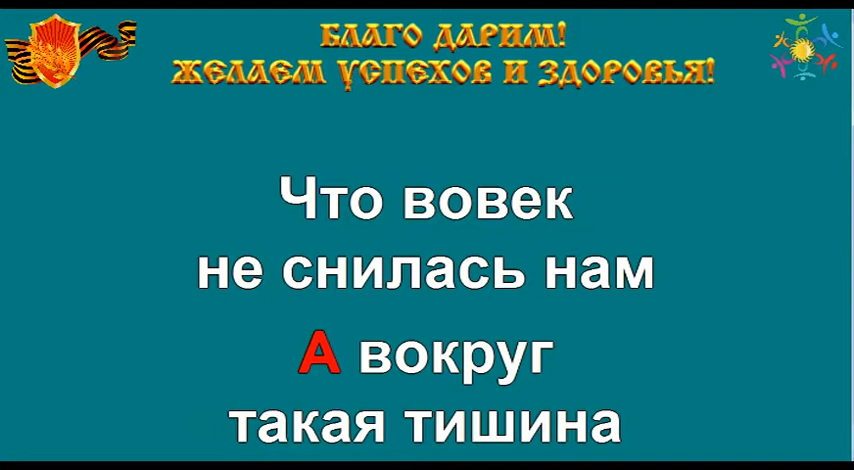 БЛАГО ДАРИМ!
ЖЕЛАЕМ УСПЕХОВ И ЗДОРОВЬЯ!
Что вовек
не снилась нам
А вокруг
такая тишина